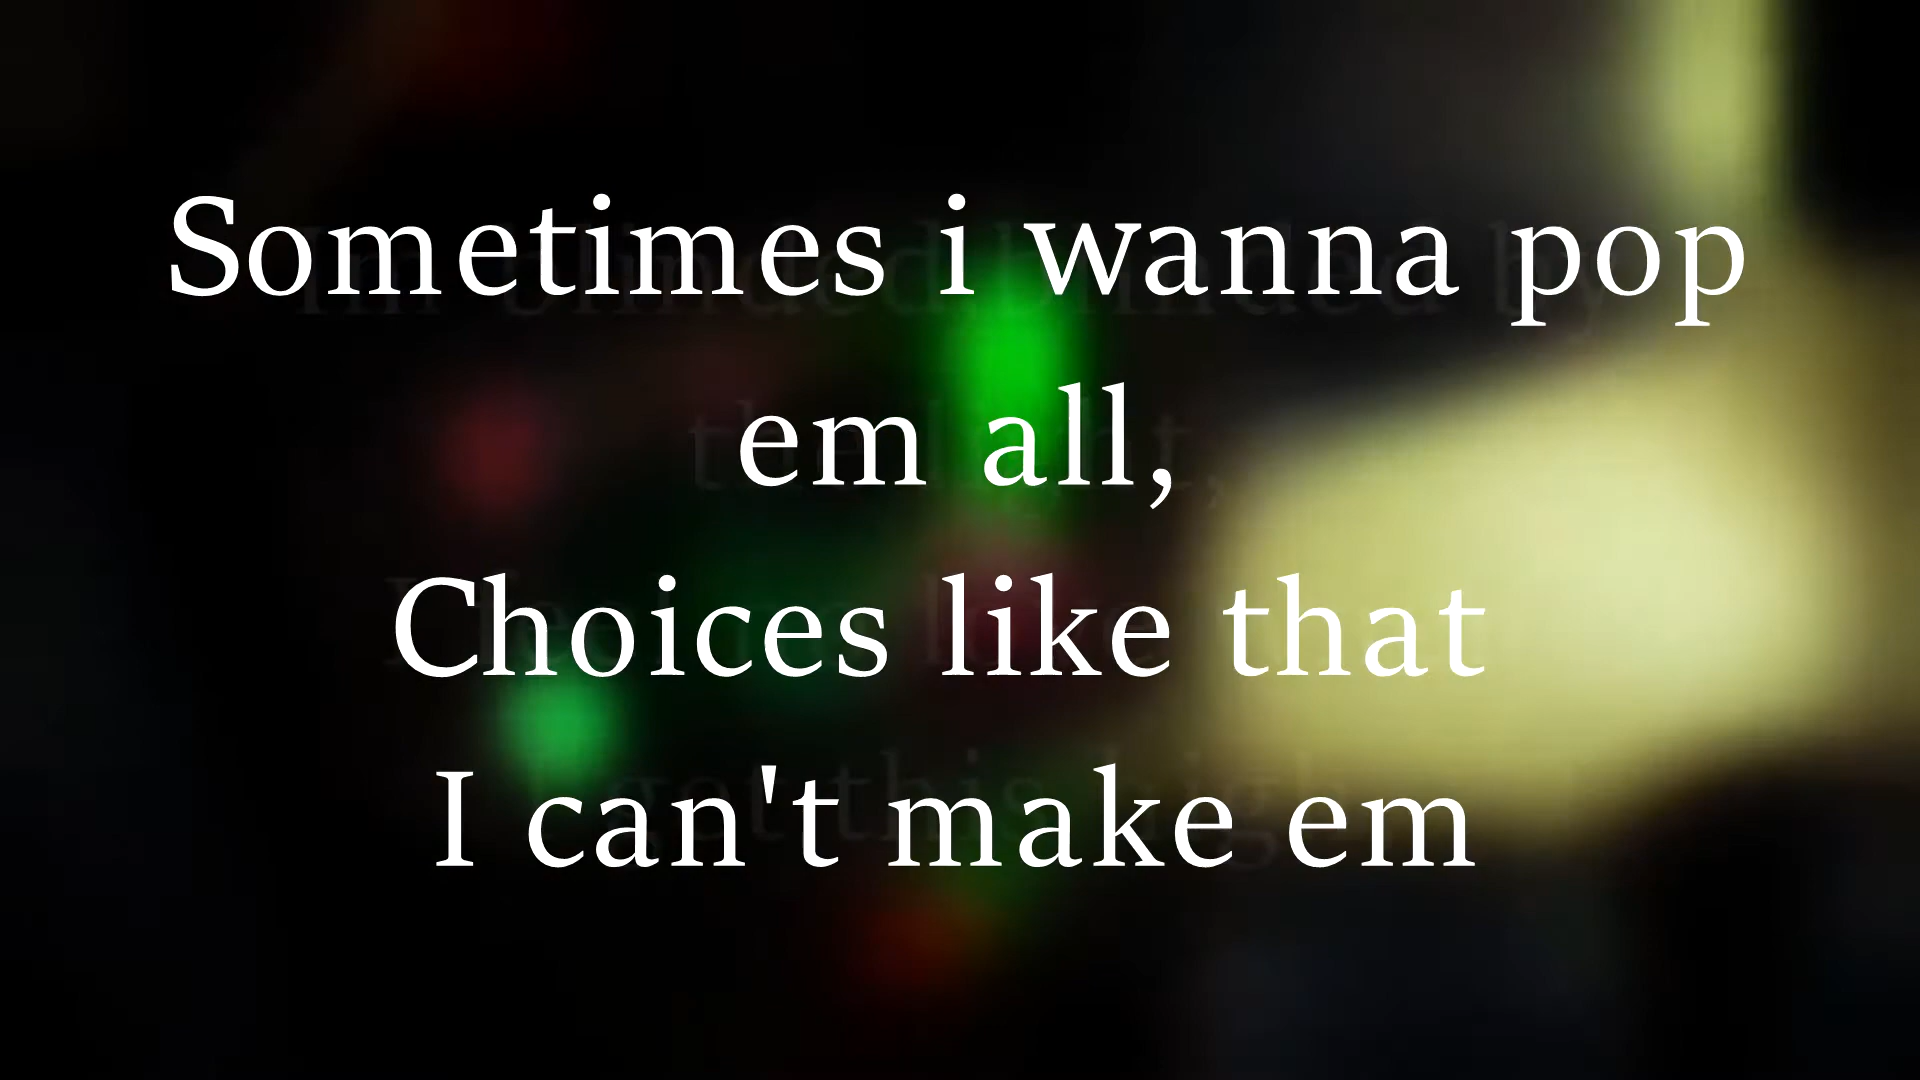 Sometimes i wanna pop
em all,
Choices like that
I can't make em